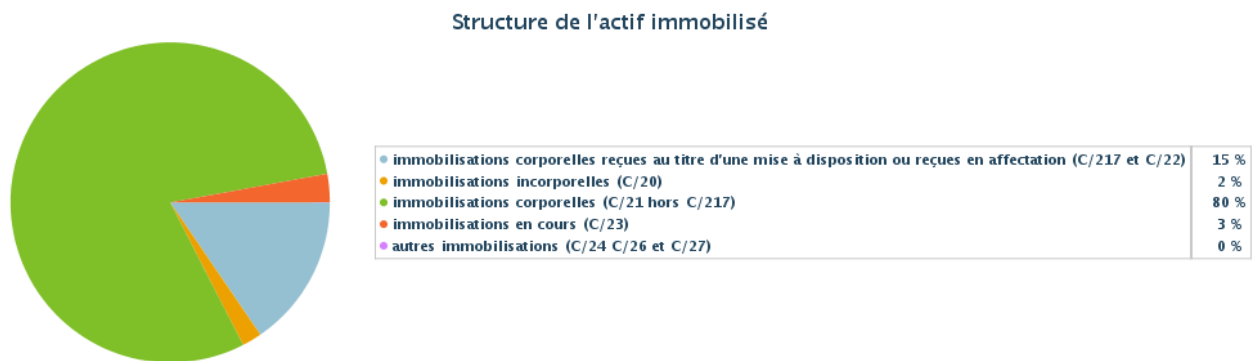 Structure de l'actif immobilisé
immobilisations corporelles reçues au titre d'une mise à disposition ou reçues en affectation (C/217 et C/22) 15 %
immobilisations incorporelles (C/20) 2 %
immobilisations corporelles (C/21 hors C/217) 80 %
immobilisations en cours (C/23) 3 %
autres immobilisations (C/24 C/26 et C/27) 0 %